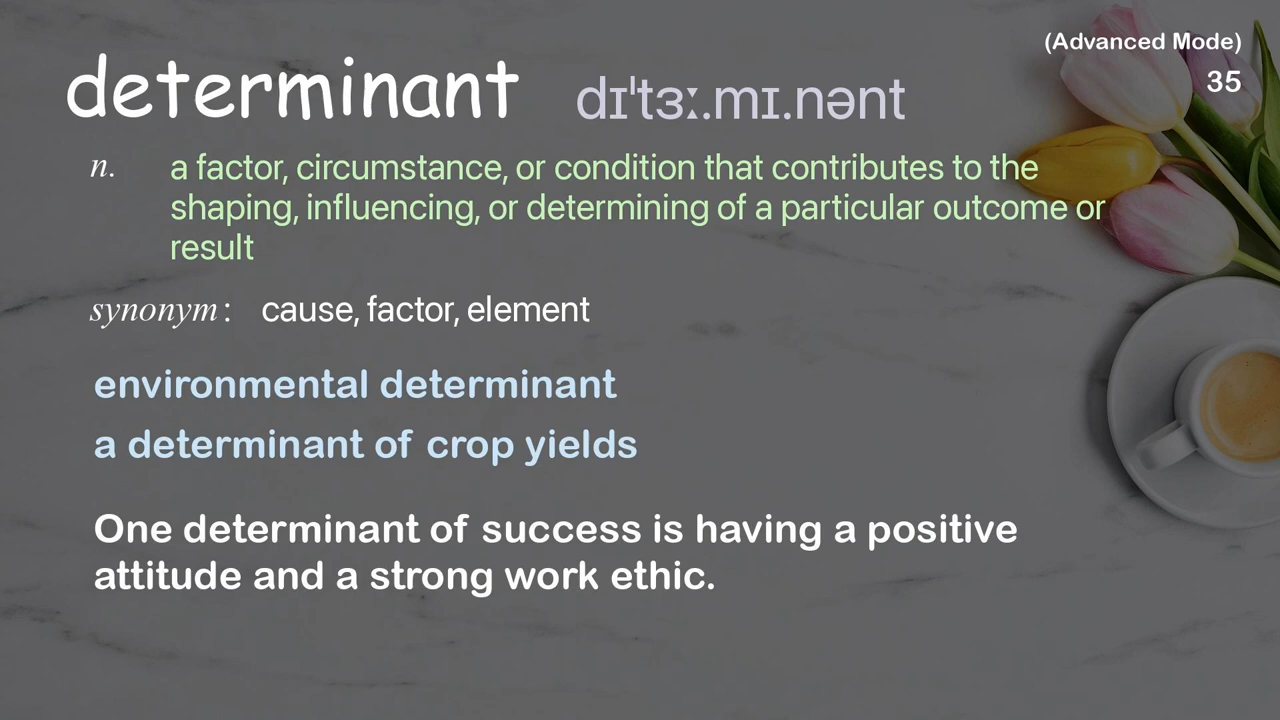 (Advanced Mode)
35
determinant dɪˈtɜː.mɪ.nənt
n. a factor, circumstance, or condition that contributes to the
shaping, influencing, or determining of a particular outcome or
result
synonym: cause, factor, element
environmental determinant
a determinant of crop yields
One determinant of success is having a positive
attitude and a strong work ethic.